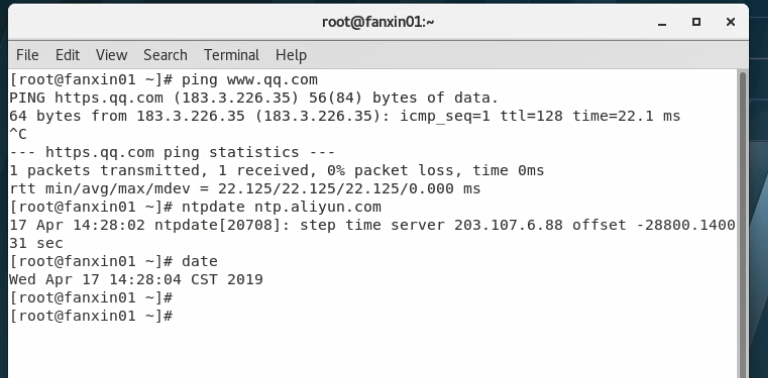 root@fanxin01:~
File Edit View Search Terminal Help
[root@fanxin01 ~]# ping www.qq.com
PING https.qq.com (183.3.226.35) 56(84) bytes of data.
64 bytes from 183.3.226.35 (183.3.226.35): icmp_seq=1 ttl=128 time=22.1 ms
^C
--- https.qq.com ping statistics ---
1 packets transmitted, 1 received, 0% packet loss, time 0ms
rtt min/avg/max/mdev = 22.125/22.125/22.125/0.000 ms
[root@fanxin01 ~]# ntpdate ntp.aliyun.com
17 Apr 14:28:02 ntpdate[20708]: step time server 203.107.6.88 offset -28800.1400
31 sec
[root@fanxin01 ~]# date
Wed Apr 17 14:28:04 CST 2019
[root@fanxin01 ~]#
[root@fanxin01 ~]#